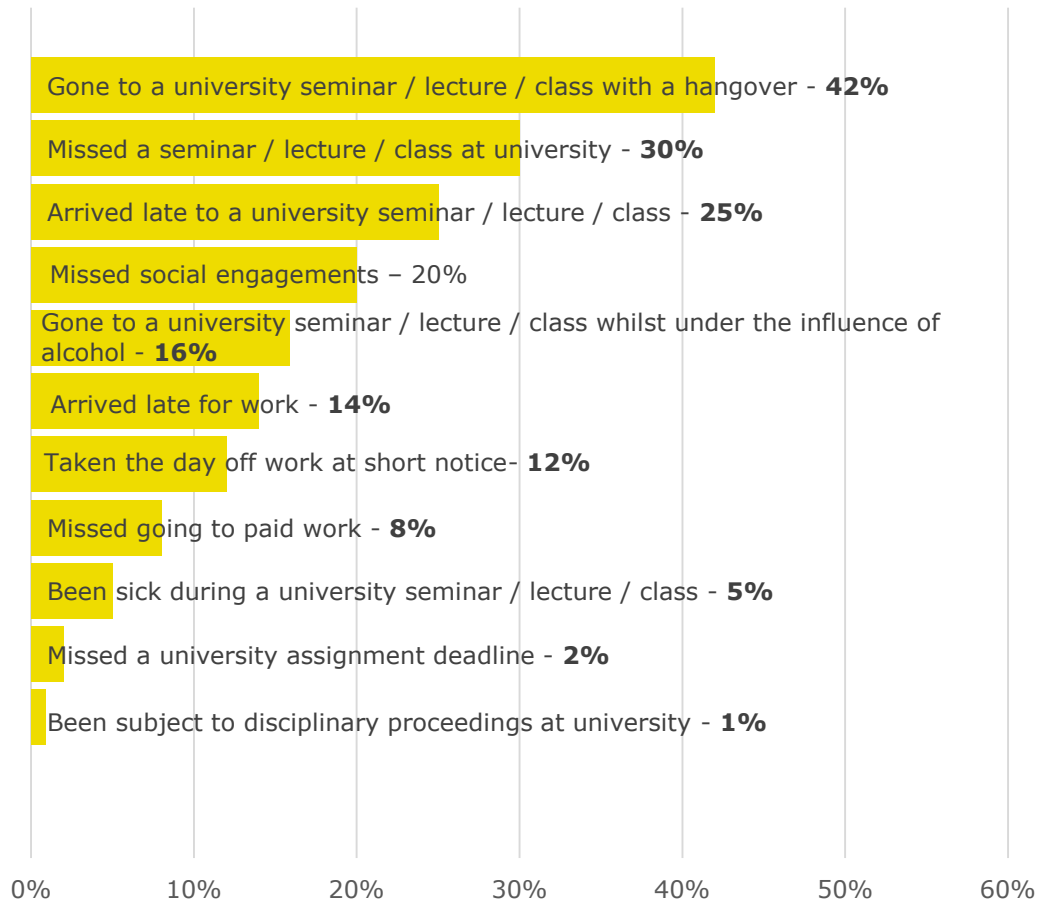 Gone to a university seminar / lecture / class with a hangover - 42%
Missed a seminar / lecture / class at university - 30%
Arrived late to a university seminar / lecture / class - 25%
Missed social engagements – 20%
Gone to a university seminar / lecture / class whilst under the influence of
alcohol - 16%
Arrived late for work - 14%
Taken the day off work at short notice- 12%
Missed going to paid work - 8%
Been sick during a university seminar / lecture / class - 5%
Missed a university assignment deadline - 2%
Been subject to disciplinary proceedings at university - 1%
0% 10% 20% 30% 40% 50% 60%